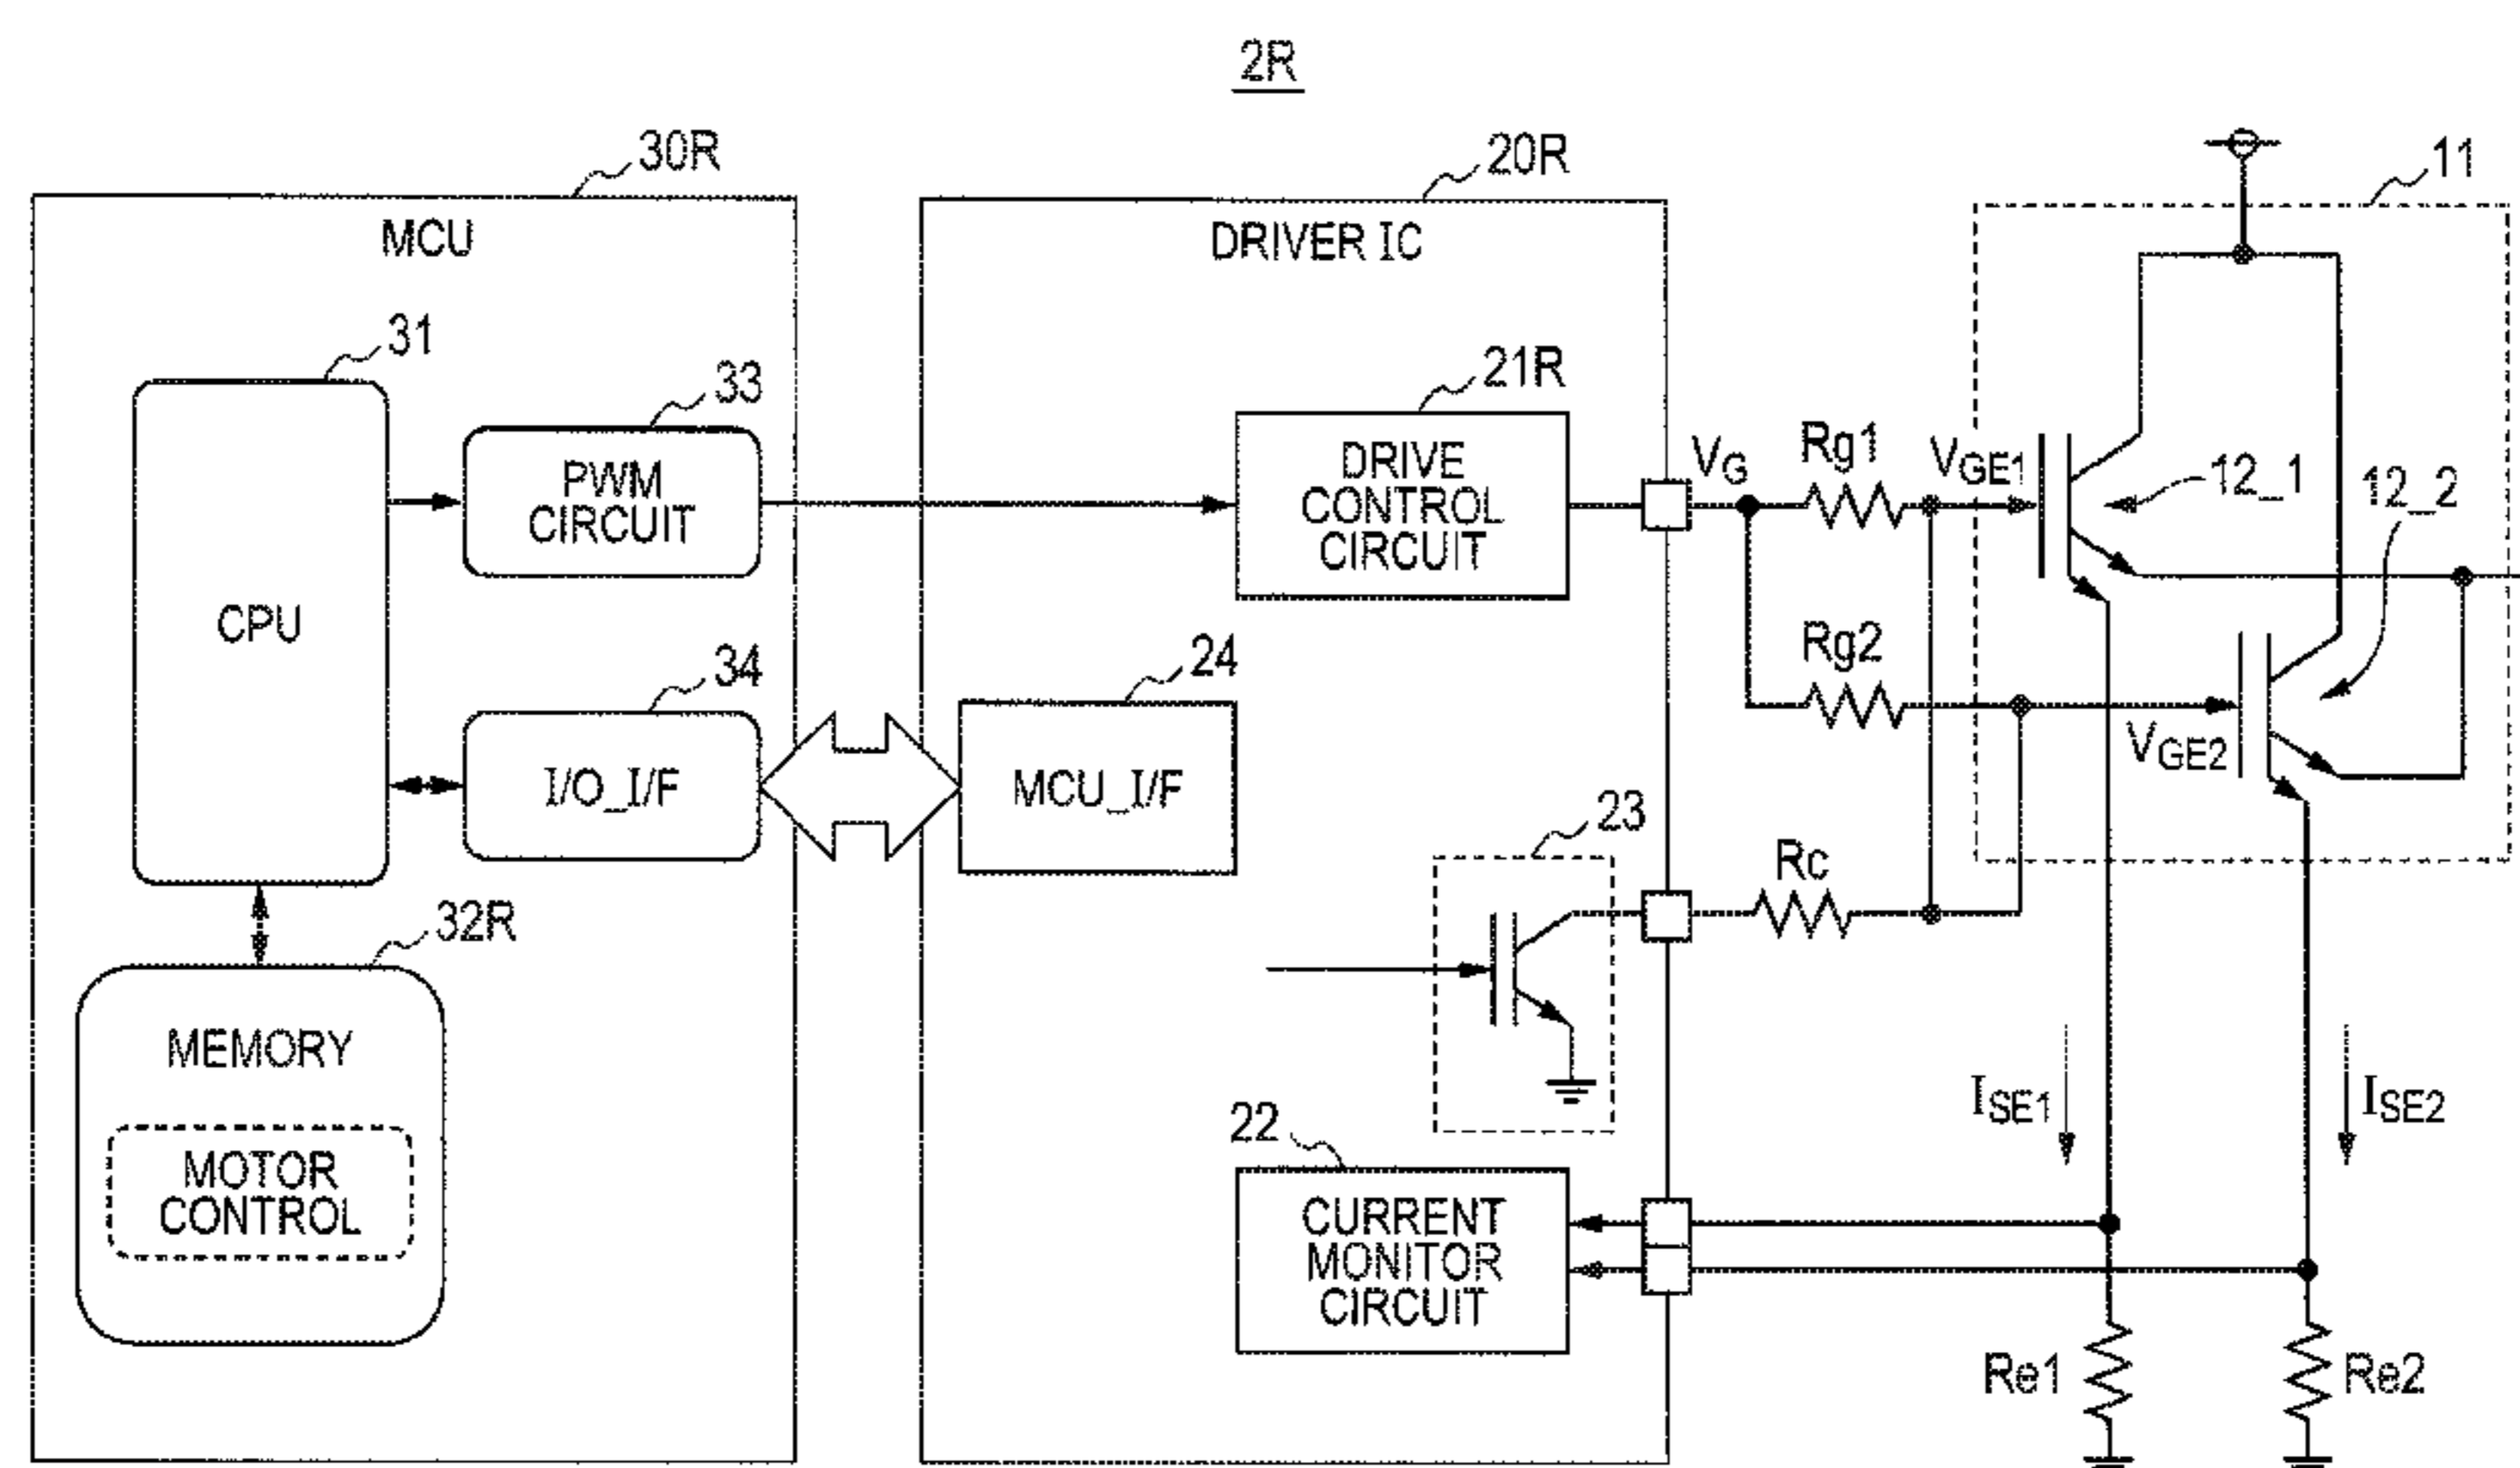 2R
30R
20R
11
MCU
DRIVER IC
31
33
21R
CPU
PWM
CIRCUIT
DRIVE
CONTROL
CIRCUIT
VG
Rg1
VGE1
12_1
12_2
34
24
Rg2
VGE2
I/O_I/F
MCU_I/F
23
Rc
32R
MEMORY
MOTOR
CONTROL
22
CURRENT
MONITOR
CIRCUIT
ISE1
ISE2
Re1
Re2